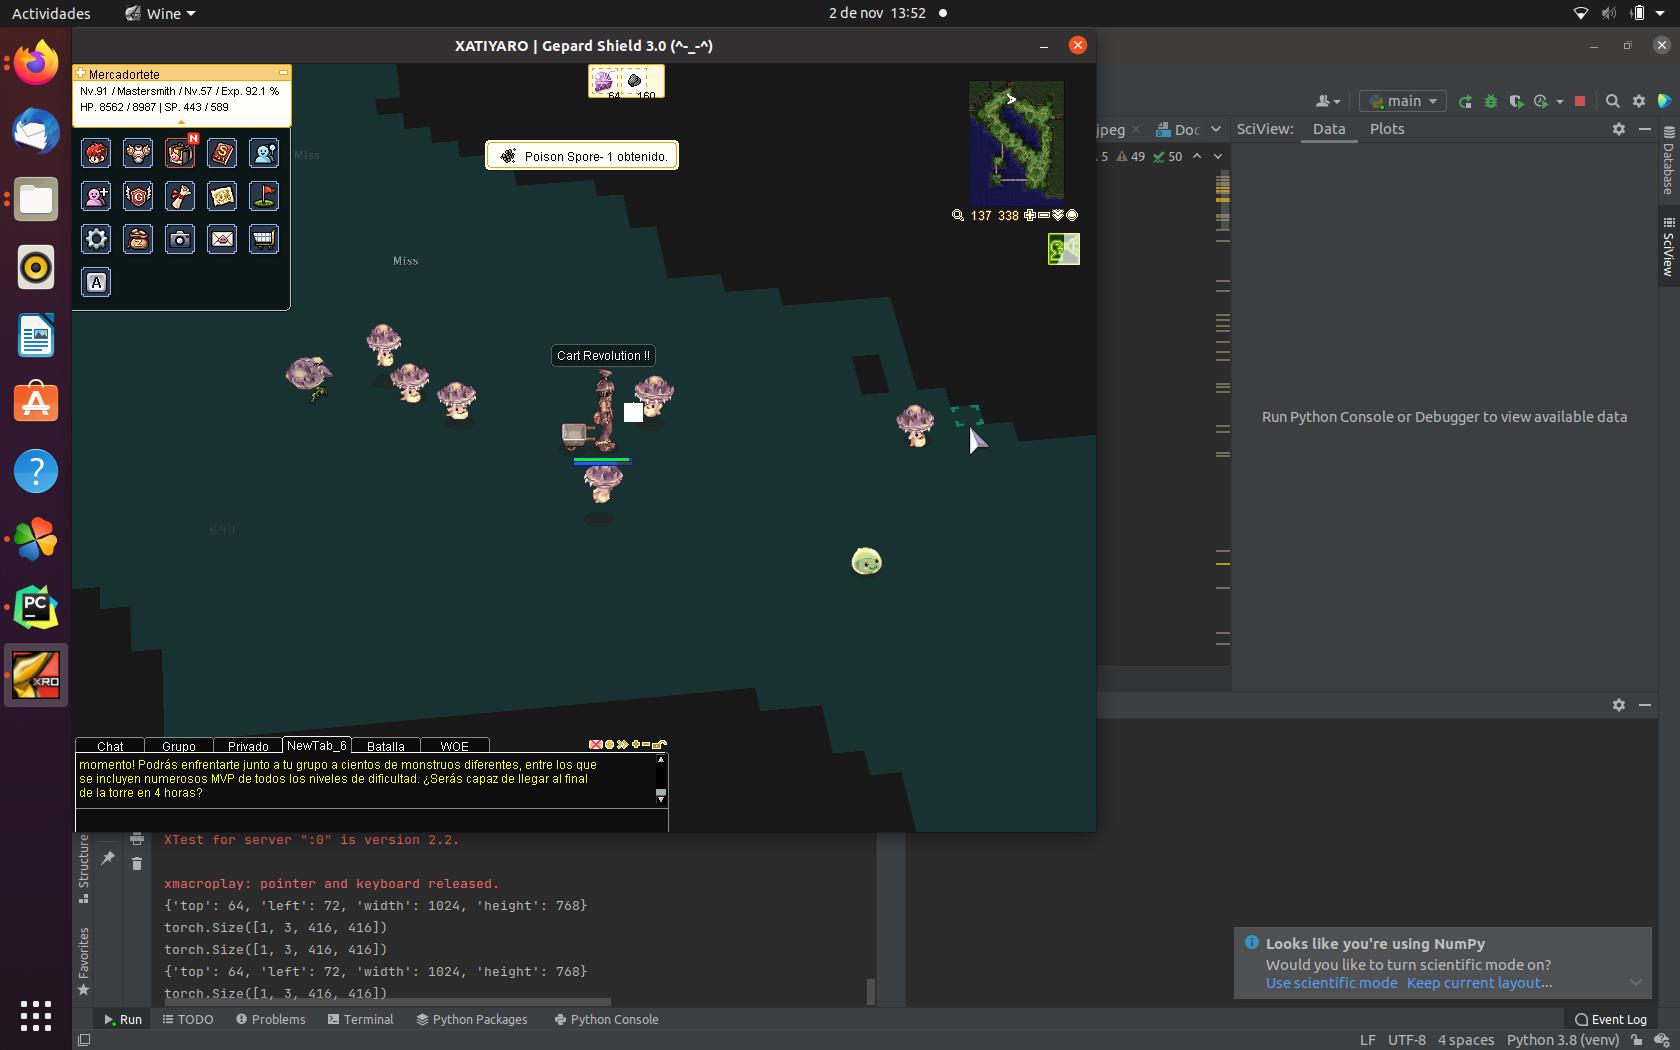 Actividades
Wine
2 de nov 13:52
XATIYARO | Gepard Shield 3.0 (^-_-^)
Mercadortete
Nv.91 / Mastersmith / Nv.57 / Exp. 92.1 %
HP. 8562 / 8987 | SP. 443 / 589
64
160
N
Miss
Poison Spore- 1 obtenido.
137 338
Miss
A
Cart Revolution !!
690
Chat
Grupo
Privado
NewTab_6
Batalla
WOE
momento! Podrás enfrentarte junto a tu grupo a cientos de monstruos diferentes, entre los que
se incluyen numerosos MVP de todos los niveles de dificultad. ¿Serás capaz de llegar al final
de la torre en 4 horas?
main
jpeg
Doc
SciView:
Data
Plots
5
49
50
Database
SciView
Run Python Console or Debugger to view available data
PC
XRO
Structure
Favorites
XTest for server ":0" is version 2.2.
xmacroplay: pointer and keyboard released.
{'top': 64, 'left': 72, 'width': 1024, 'height': 768}
torch.Size([1, 3, 416, 416])
torch.Size([1, 3, 416, 416])
{'top': 64, 'left': 72, 'width': 1024, 'height': 768}
torch.Size([1, 3, 416, 416])
Looks like you're using NumPy
Would you like to turn scientific mode on?
Use scientific mode Keep current layout...
Run
TODO
Problems
Terminal
Python Packages
Python Console
Event Log
LF UTF-8 4 spaces Python 3.8 (venv)